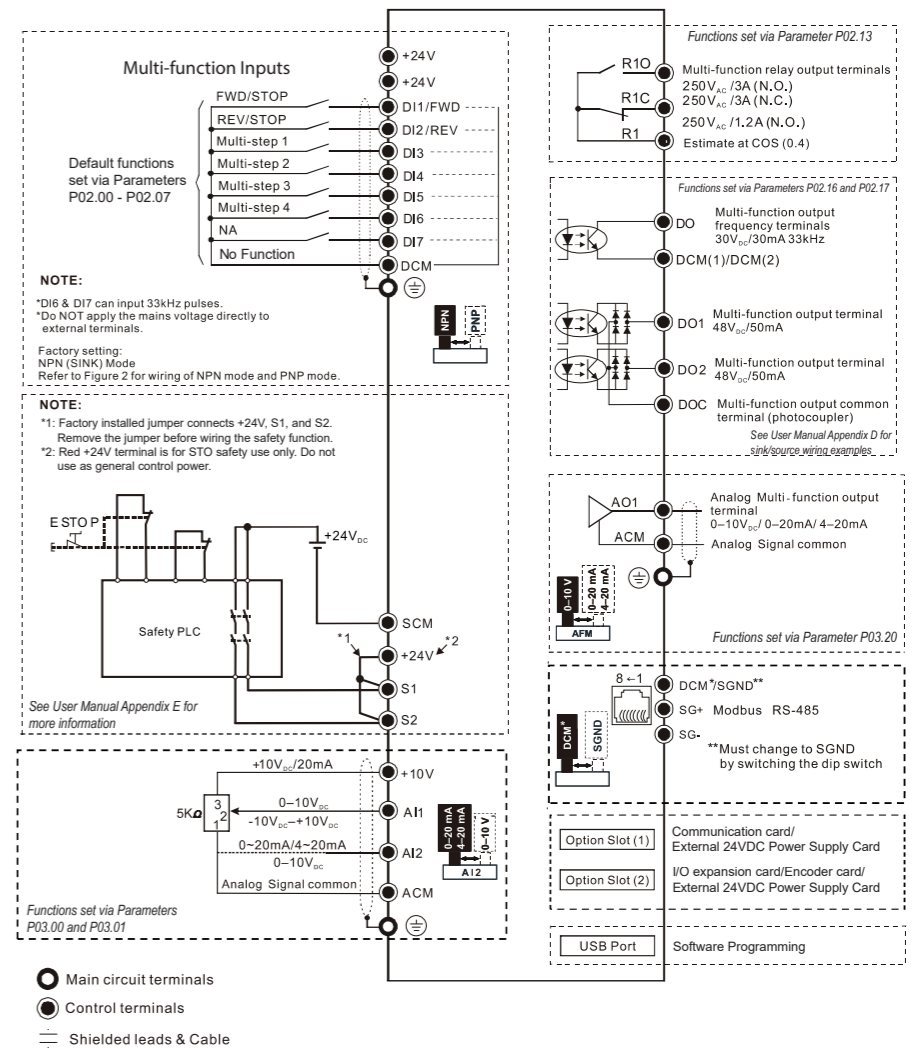 Multi-function Inputs
+24V
+24V
FWD/STOP
DI1/FWD
REV/STOP
DI2/REV
Multi-step 1
DI3
Multi-step 2
DI4
Multi-step 3
DI5
Multi-step 4
DI6
NA
DI7
No Function
DCM
Default functions
set via Parameters
P02.00 - P02.07
NOTE:
*DI6 & DI7 can input 33kHz pulses.
*Do NOT apply the mains voltage directly to
external terminals.
Factory setting:
NPN (SINK) Mode
Refer to Figure 2 for wiring of NPN mode and PNP mode.
NPN
PNP
NOTE:
*1: Factory installed jumper connects +24V, S1, and S2.
Remove the jumper before wiring the safety function.
*2: Red +24V terminal is for STO safety use only. Do not
use as general control power.
E STOP
+24VDC
Safety PLC
SCM
*1
+24V
*2
S1
S2
See User Manual Appendix E for
more information
+10VDC/20mA
+10V
5KΩ
3
2
1
0–10VDC
-10VDC–+10VDC
AI1
0~20mA/4~20mA
0–10VDC
AI2
Analog Signal common
ACM
0–20 mA
4–20 mA
0–10 V
AI2
Functions set via Parameters
P03.00 and P03.01
Main circuit terminals
Control terminals
Shielded leads & Cable
Functions set via Parameter P02.13
R1O
R1C
R1
Multi-function relay output terminals
250VAC /3A (N.O.)
250VAC /3A (N.C.)
250VAC /1.2A (N.O.)
Estimate at COS (0.4)
Functions set via Parameters P02.16 and P02.17
DO
Multi-function output
frequency terminals
30VDC/30mA 33kHz
DCM(1)/DCM(2)
DO1
Multi-function output terminal
48VDC/50mA
DO2
Multi-function output terminal
48VDC/50mA
DOC
Multi-function output common
terminal (photocoupler)
See User Manual Appendix D for
sink/source wiring examples
AO1
Analog Multi-function output
terminal
0–10VDC/ 0–20mA/ 4–20mA
ACM
Analog Signal common
0–10 V
0–20 mA
4–20 mA
AFM
Functions set via Parameter P03.20
8←1
DCM*/SGND**
SG+
Modbus RS-485
SG-
DCM*
SGND
**Must change to SGND
by switching the dip switch
Option Slot (1)
Communication card/
External 24VDC Power Supply Card
Option Slot (2)
I/O expansion card/Encoder card/
External 24VDC Power Supply Card
USB Port
Software Programming